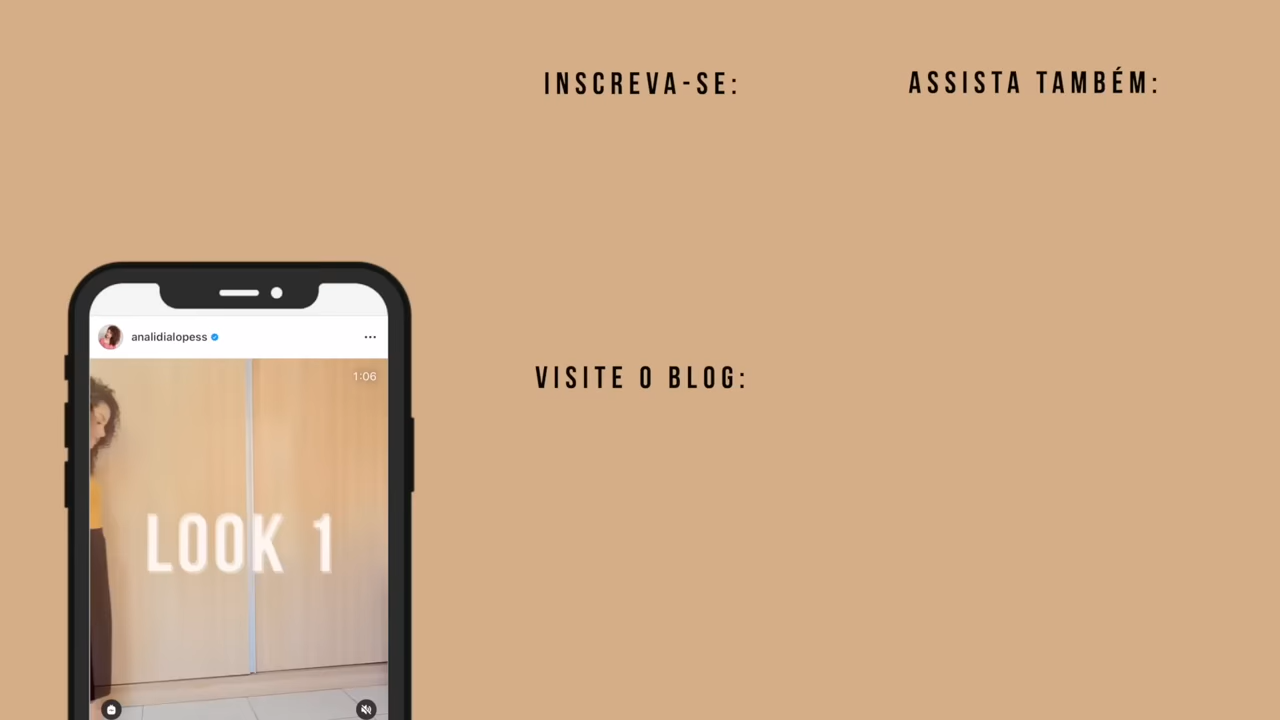 INSCREVA-SE:
ASSISTA TAMBÉM:
analidialopess
1:06
VISITE O BLOG:
LOOK 1